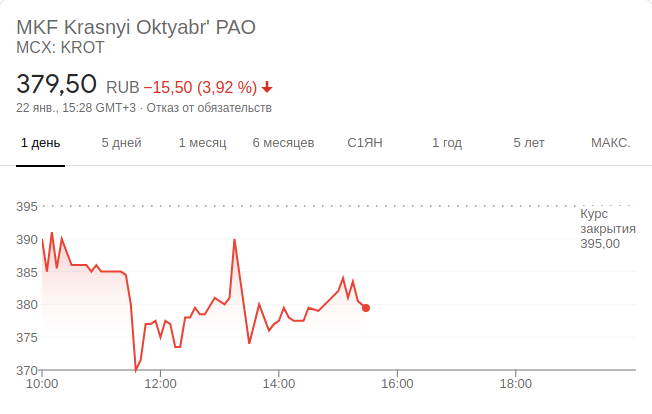 MKF Krasnyi Oktyabr' PAO
MCX: KROT
379,50 RUB −15,50 (3,92 %)
22 янв., 15:28 GMT+3 · Отказ от обязательств
1 день 5 дней 1 месяц 6 месяцев С1ЯН 1 год 5 лет МАКС.
395
Курс
закрытия
395,00
390
385
380
375
370
10:00 12:00 14:00 16:00 18:00